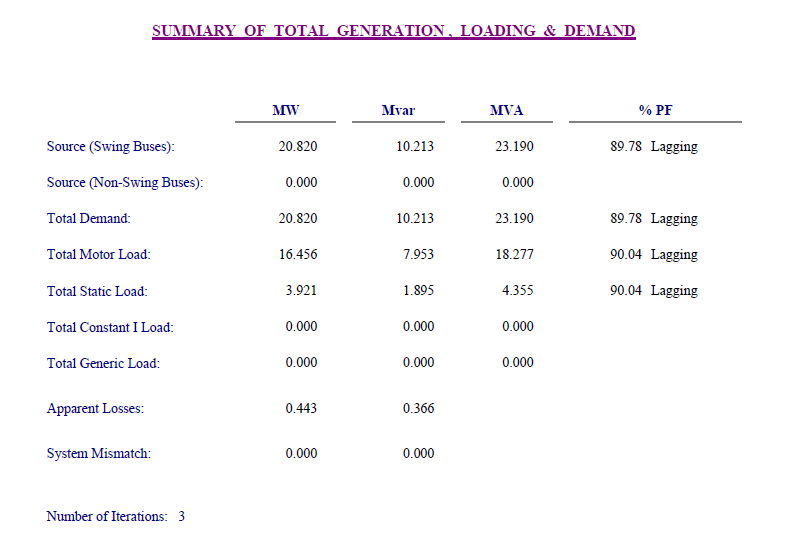 SUMMARY OF TOTAL GENERATION , LOADING & DEMAND
MW Mvar MVA % PF
Source (Swing Buses): 20.820 10.213 23.190 89.78 Lagging
Source (Non-Swing Buses): 0.000 0.000 0.000
Total Demand: 20.820 10.213 23.190 89.78 Lagging
Total Motor Load: 16.456 7.953 18.277 90.04 Lagging
Total Static Load: 3.921 1.895 4.355 90.04 Lagging
Total Constant I Load: 0.000 0.000 0.000
Total Generic Load: 0.000 0.000 0.000
Apparent Losses: 0.443 0.366
System Mismatch: 0.000 0.000
Number of Iterations: 3